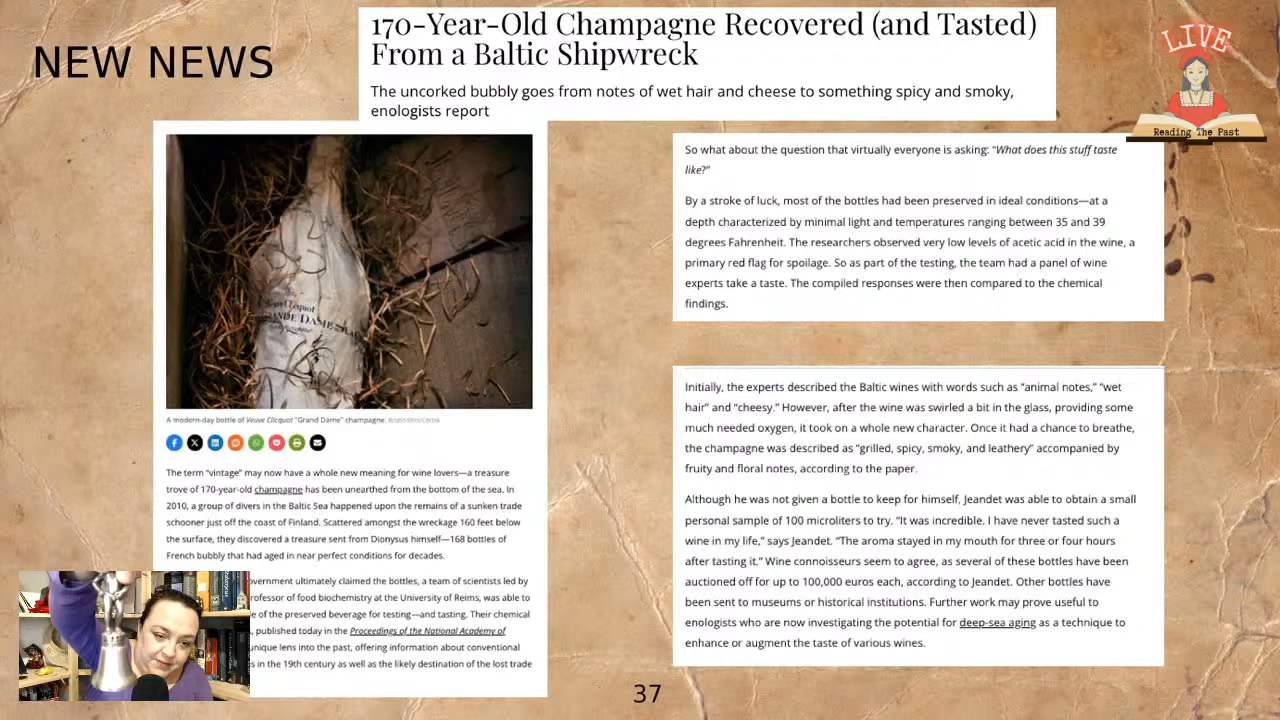 NEW NEWS
170-Year-Old Champagne Recovered (and Tasted)
From a Baltic Shipwreck
The uncorked bubbly goes from notes of wet hair and cheese to something spicy and smoky,
enologists report
LIVE
Reading The Past
A modern-day bottle of Veuve Clicquot "Grand Dame" champagne.
The term "vintage" may now have a whole new meaning for wine lovers—a treasure
trove of 170-year-old champagne has been unearthed from the bottom of the sea. In
2010, a group of divers in the Baltic Sea happened upon the remains of a sunken trade
schooner just off the coast of Finland. Scattered amongst the wreckage 160 feet below
the surface, they discovered a treasure sent from Dionysus himself—168 bottles of
French bubbly that had aged in near perfect conditions for decades.
overnment ultimately claimed the bottles, a team of scientists led by
rofessor of food biochemistry at the University of Reims, was able to
e of the preserved beverage for testing—and tasting. Their chemical
, published today in the Proceedings of the National Academy of
unique lens into the past, offering information about conventional
s in the 19th century as well as the likely destination of the lost trade
So what about the question that virtually everyone is asking: "What does this stuff taste
like?"
By a stroke of luck, most of the bottles had been preserved in ideal conditions—at a
depth characterized by minimal light and temperatures ranging between 35 and 39
degrees Fahrenheit. The researchers observed very low levels of acetic acid in the wine, a
primary red flag for spoilage. So as part of the testing, the team had a panel of wine
experts take a taste. The compiled responses were then compared to the chemical
findings.
Initially, the experts described the Baltic wines with words such as "animal notes," "wet
hair" and "cheesy." However, after the wine was swirled a bit in the glass, providing some
much needed oxygen, it took on a whole new character. Once it had a chance to breathe,
the champagne was described as "grilled, spicy, smoky, and leathery" accompanied by
fruity and floral notes, according to the paper.
Although he was not given a bottle to keep for himself, Jeandet was able to obtain a small
personal sample of 100 microliters to try. "It was incredible. I have never tasted such a
wine in my life," says Jeandet. "The aroma stayed in my mouth for three or four hours
after tasting it." Wine connoisseurs seem to agree, as several of these bottles have been
auctioned off for up to 100,000 euros each, according to Jeandet. Other bottles have
been sent to museums or historical institutions. Further work may prove useful to
enologists who are now investigating the potential for deep-sea aging as a technique to
enhance or augment the taste of various wines.
37